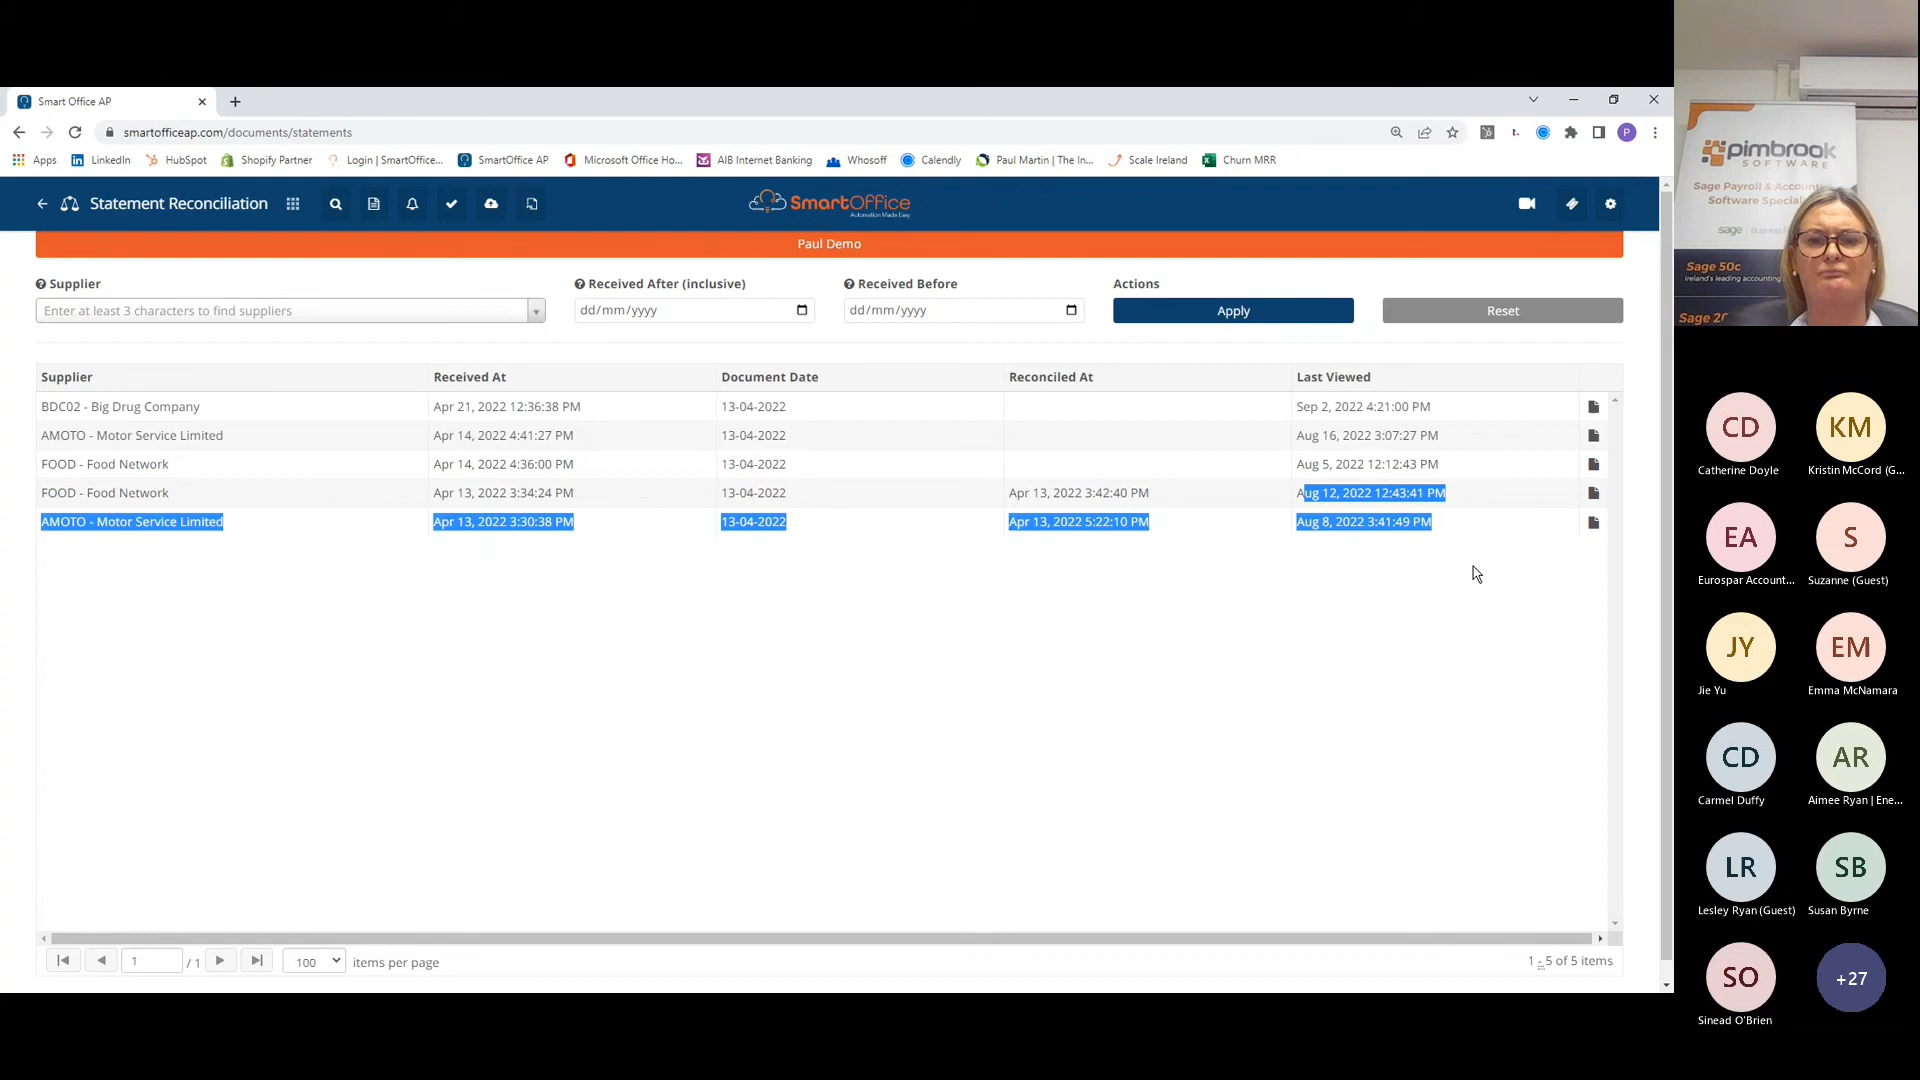 Smart Office AP
smartofficeap.com/documents/statements
P
Apps LinkedIn HubSpot Shopify Partner Login | SmartOffice... SmartOffice AP Microsoft Office Ho... AIB Internet Banking Whosoff Calendly Paul Martin | The In... Scale Ireland Churn MRR
Statement Reconciliation
SmartOffice
Automation Made Easy
Paul Demo
Supplier Received After (inclusive) Received Before Actions
Enter at least 3 characters to find suppliers dd/mm/yyyy dd/mm/yyyy Apply Reset
Supplier Received At Document Date Reconciled At Last Viewed
BDC02 - Big Drug Company Apr 21, 2022 12:36:38 PM 13-04-2022 Sep 2, 2022 4:21:00 PM
AMOTO - Motor Service Limited Apr 14, 2022 4:41:27 PM 13-04-2022 Aug 16, 2022 3:07:27 PM
FOOD - Food Network Apr 14, 2022 4:36:00 PM 13-04-2022 Aug 5, 2022 12:12:43 PM
FOOD - Food Network Apr 13, 2022 3:34:24 PM 13-04-2022 Apr 13, 2022 3:42:40 PM Aug 12, 2022 12:43:41 PM
AMOTO - Motor Service Limited Apr 13, 2022 3:30:38 PM 13-04-2022 Apr 13, 2022 5:22:10 PM Aug 8, 2022 3:41:49 PM
1 / 1 100 items per page 1 - 5 of 5 items
pimbrook
SOFTWARE
Sage Payroll & Accounti
Software Special
sage Business
Sage 50c
Ireland's leading accounting
Sage 20
CD KM
Catherine Doyle Kristin McCord (G...
EA S
Eurospar Account... Suzanne (Guest)
JY EM
Jie Yu Emma McNamara
CD AR
Carmel Duffy Aimee Ryan | Ene...
LR SB
Lesley Ryan (Guest) Susan Byrne
SO +27
Sinead O'Brien